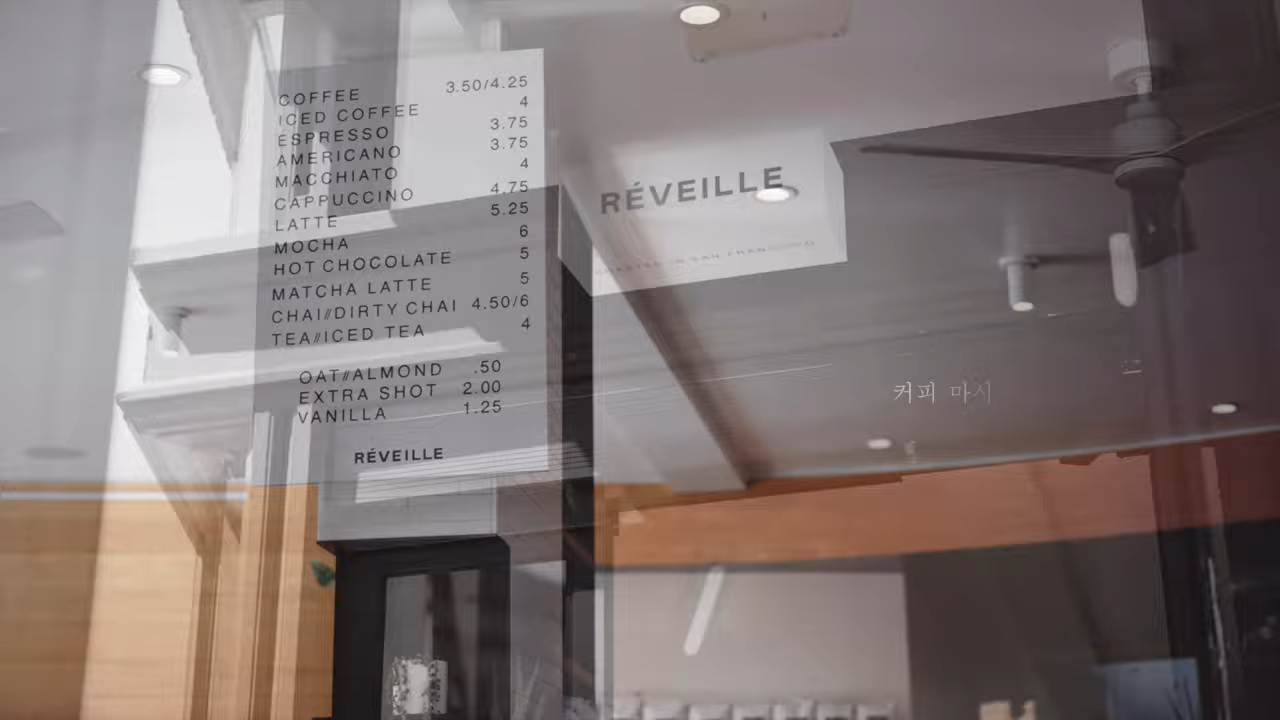 COFFEE 3.50/4.25
ICED COFFEE 4
ESPRESSO 3.75
AMERICANO 3.75
MACCHIATO 4
CAPPUCCINO 4.75
LATTE 5.25
MOCHA 6
HOT CHOCOLATE 5
MATCHA LATTE 5
CHAI//DIRTY CHAI 4.50/6
TEA//ICED TEA 4
OAT//ALMOND .50
EXTRA SHOT 2.00
VANILLA 1.25
RÉVEILLE
RÉVEILLE
SAN
커피 마시